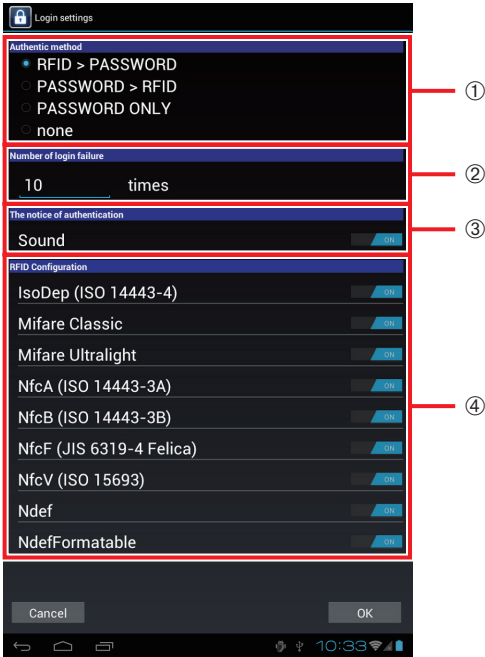 Login settings
Authentic method
RFID > PASSWORD
PASSWORD > RFID
PASSWORD ONLY
none
①
Number of login failure
10 times
②
The notice of authentication
Sound ON
③
RFID Configuration
IsoDep (ISO 14443-4) ON
Mifare Classic ON
Mifare Ultralight ON
NfcA (ISO 14443-3A) ON
NfcB (ISO 14443-3B) ON
④
NfcF (JIS 6319-4 Felica) ON
NfcV (ISO 15693) ON
Ndef ON
NdefFormatable ON
Cancel OK
10:33